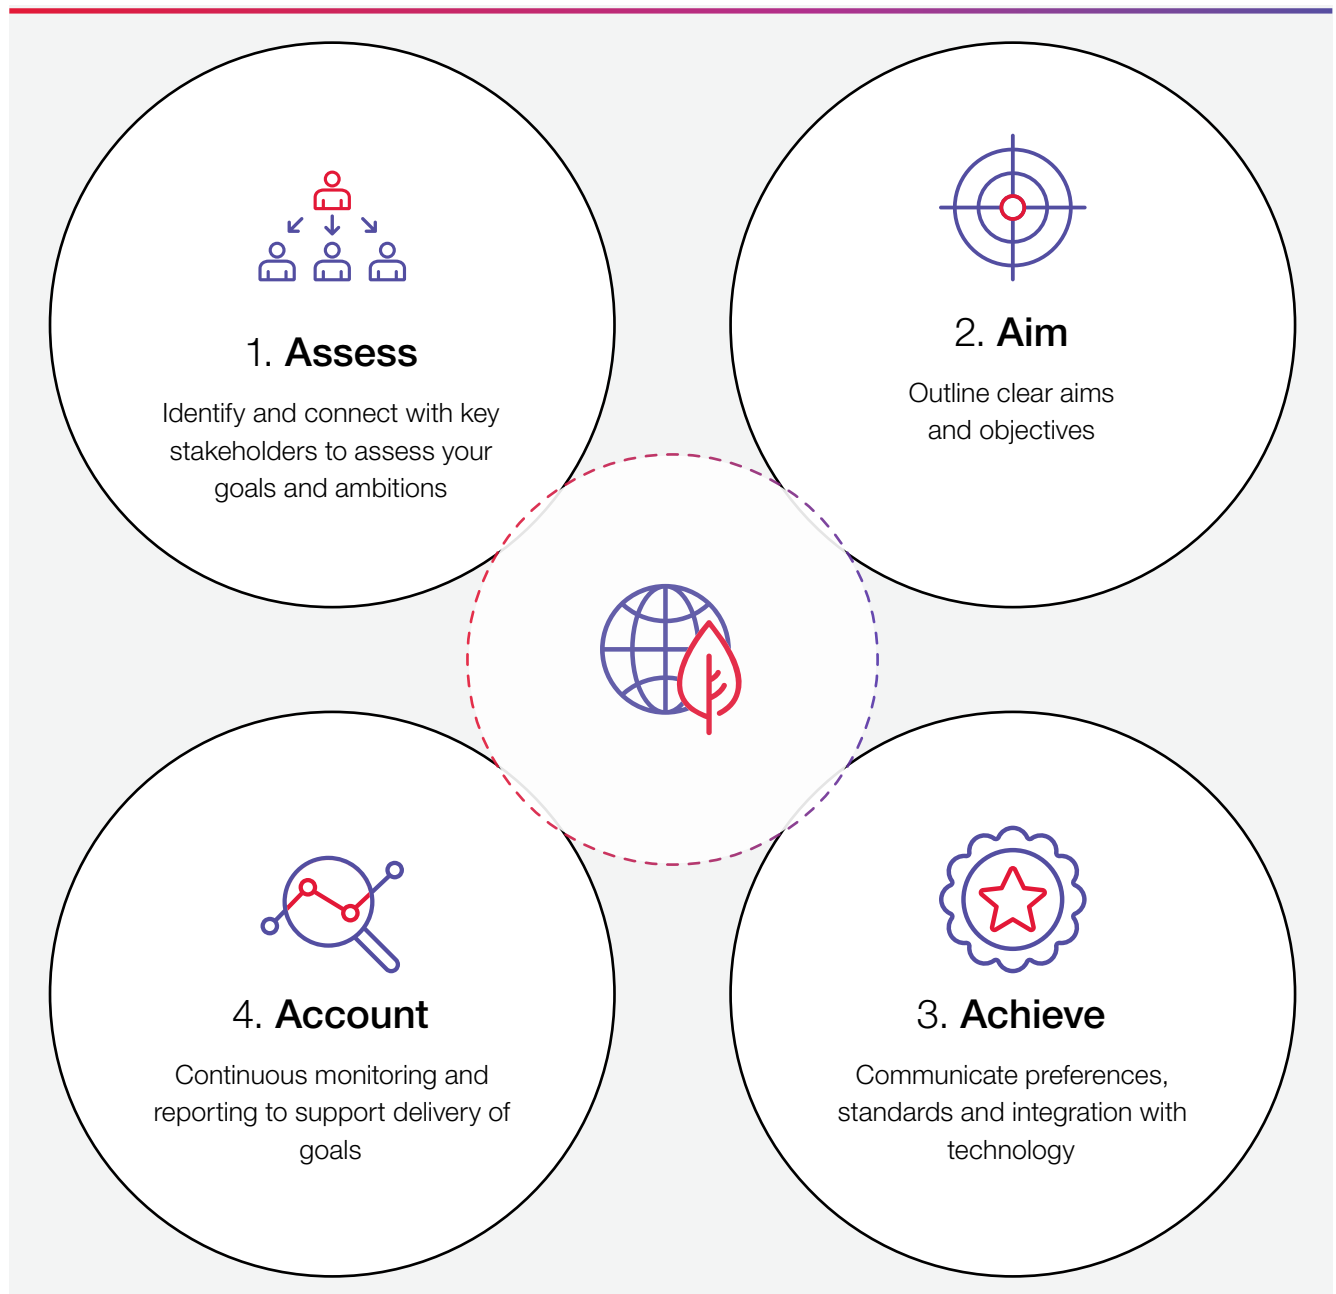 1. Assess
Identify and connect with key
stakeholders to assess your
goals and ambitions
2. Aim
Outline clear aims
and objectives
3. Achieve
Communicate preferences,
standards and integration with
technology
4. Account
Continuous monitoring and
reporting to support delivery of
goals